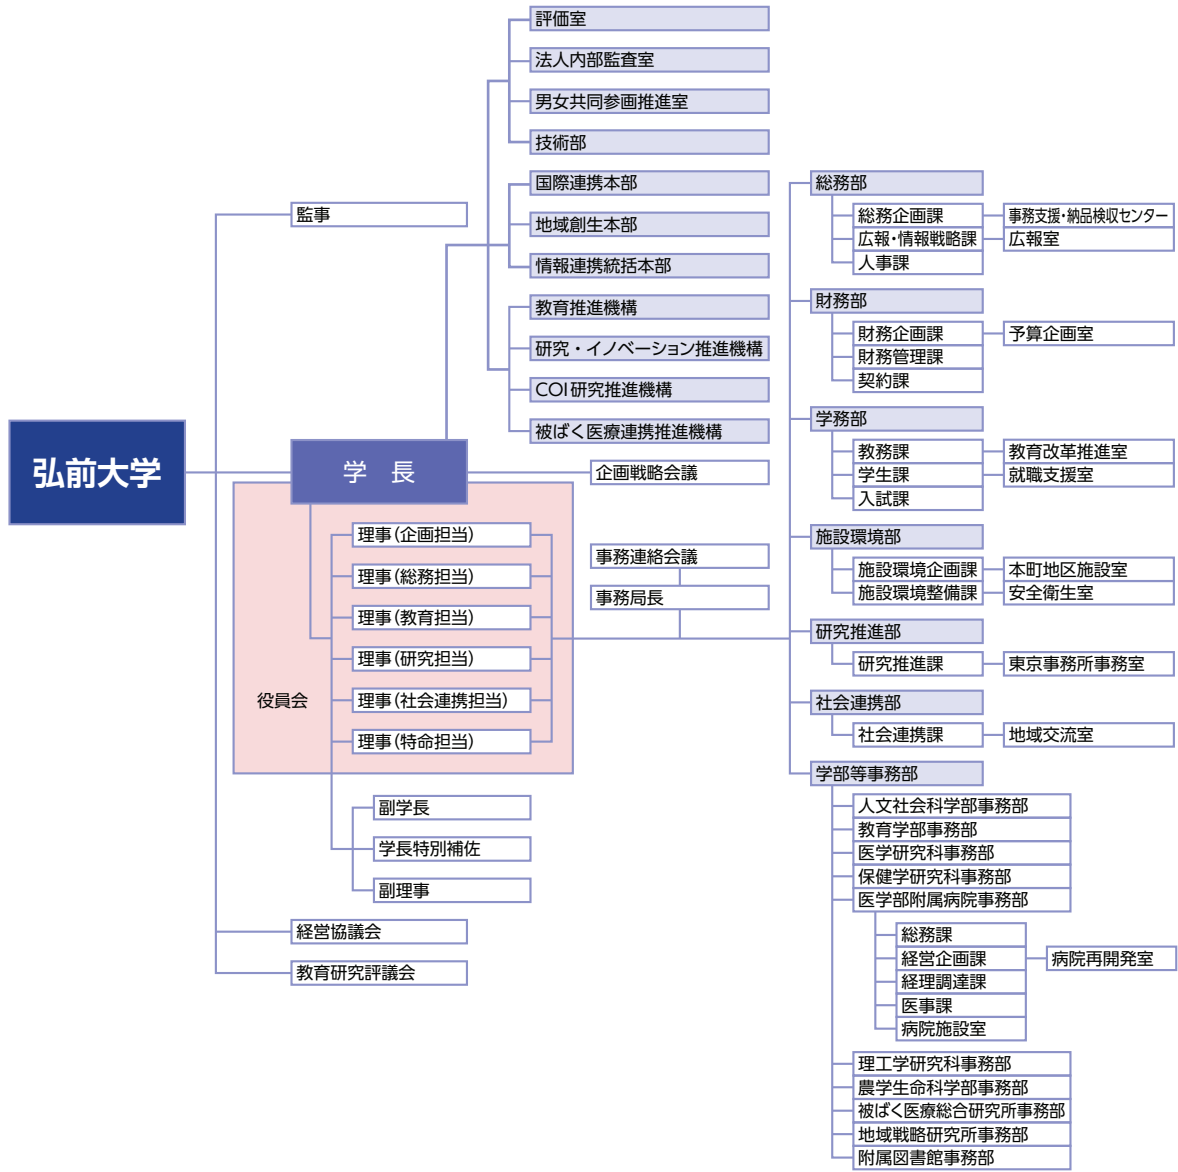 弘前大学
監事
学 長
役員会
理事（企画担当）
理事（総務担当）
理事（教育担当）
理事（研究担当）
理事（社会連携担当）
理事（特命担当）
副学長
学長特別補佐
副理事
経営協議会
教育研究評議会
評価室
法人内部監査室
男女共同参画推進室
技術部
国際連携本部
地域創生本部
情報連携統括本部
教育推進機構
研究・イノベーション推進機構
COI研究推進機構
被ばく医療連携推進機構
企画戦略会議
事務連絡会議
事務局長
総務部
総務企画課
事務支援・納品検収センター
広報・情報戦略課
広報室
人事課
財務部
財務企画課
予算企画室
財務管理課
契約課
学務部
教務課
教育改革推進室
学生課
就職支援室
入試課
施設環境部
施設環境企画課
本町地区施設室
施設環境整備課
安全衛生室
研究推進部
研究推進課
東京事務所事務室
社会連携部
社会連携課
地域交流室
学部等事務部
人文社会科学部事務部
教育学部事務部
医学研究科事務部
保健学研究科事務部
医学部附属病院事務部
総務課
経営企画課
病院再開発室
経理調達課
医事課
病院施設室
理工学研究科事務部
農学生命科学部事務部
被ばく医療総合研究所事務部
地域戦略研究所事務部
附属図書館事務部